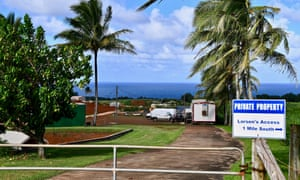 PRIVATE PROPERTY
Larsen's Access
1 Mile South